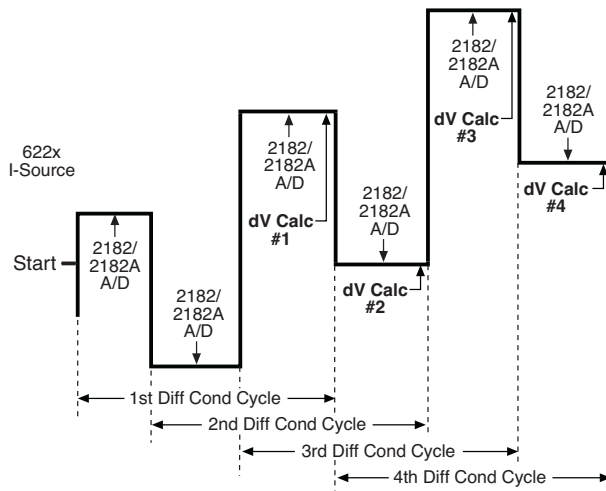 622x
I-Source
Start
2182/
2182A
A/D
2182/
2182A
A/D
2182/
2182A
A/D
dV Calc
#1
2182/
2182A
A/D
dV Calc
#2
2182/
2182A
A/D
dV Calc
#3
2182/
2182A
A/D
dV Calc
#4
1st Diff Cond Cycle
2nd Diff Cond Cycle
3rd Diff Cond Cycle
4th Diff Cond Cycle